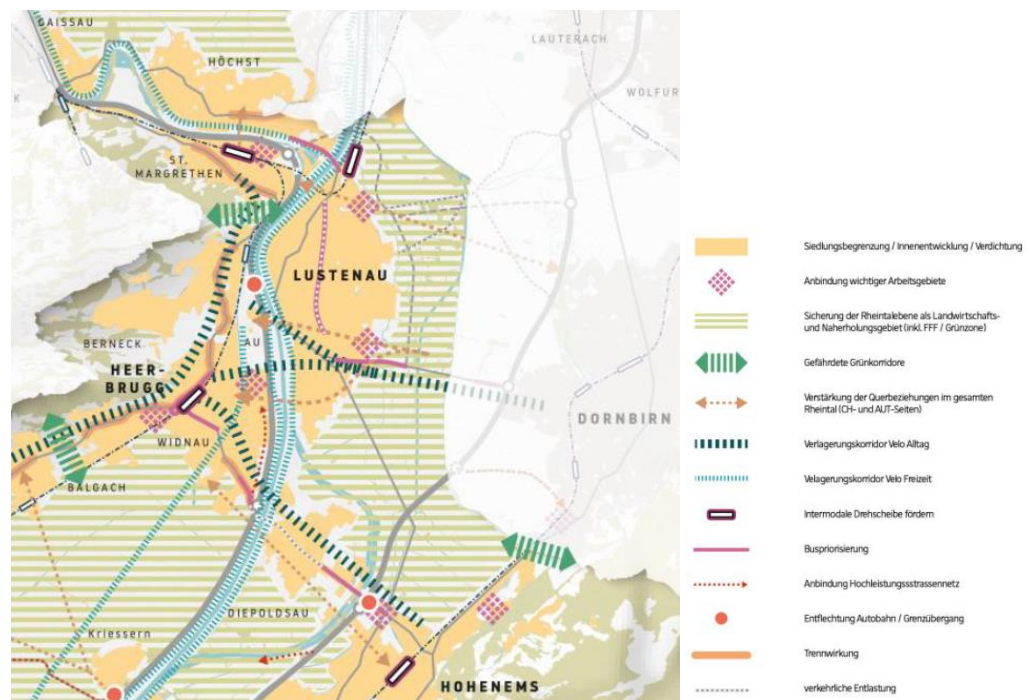 GAISSAU
HÖCHST
LAUTERACH
WOLFUR
K
ST.
MARGRETHEN
LUSTENAU
BERNECK
AU
HEER-
BRUGG
DORNBIRN
WIDNAU
BALGACH
DIEPOLDSAU
Kriessern
HOHENEMS
Siedlungsbegrenzung / Innenentwicklung / Verdichtung
Anbindung wichtiger Arbeitsgebiete
Sicherung der Rheintalebene als Landwirtschafts-
und Naherholungsgebiet (inkl. FFF / Grünzone)
Gefährdete Grünkorridore
Verstärkung der Querbeziehungen im gesamten
Rheintal (CH- und AUT-Seiten)
Verlagerungskorridor Velo Alltag
Velagerungskorridor Velo Freizeit
Intermodale Drehscheibe fördern
Buspriorisierung
Anbindung Hochleistungssstrassennetz
Entflechtung Autobahn / Grenzübergang
Trennwirkung
verkehrliche Entlastung